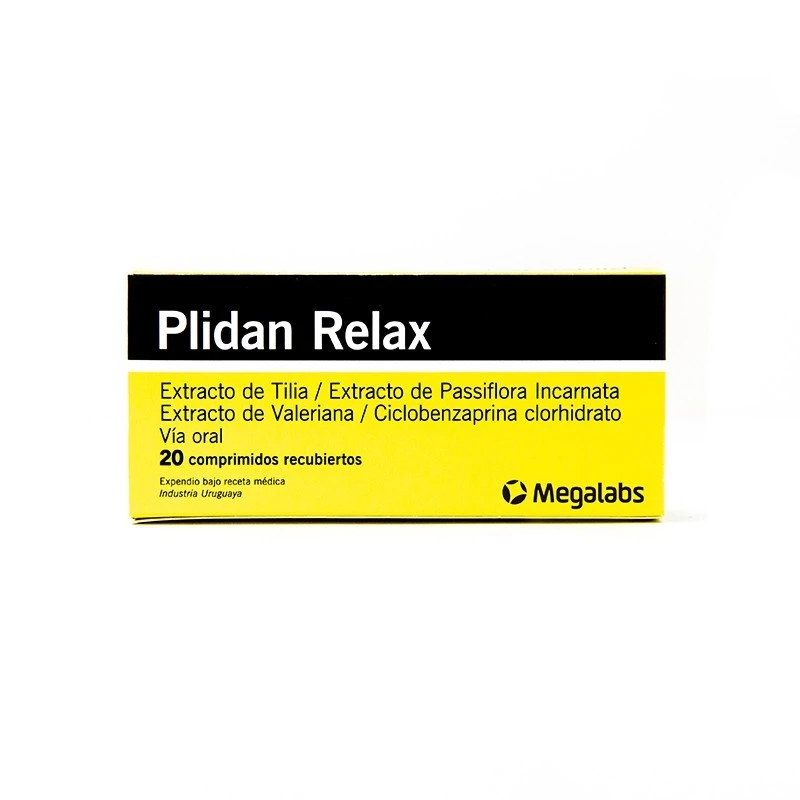 Plidan Relax
Extracto de Tilia / Extracto de Passiflora Incarnata
Extracto de Valeriana / Ciclobenzaprina clorhidrato
Vía oral
20 comprimidos recubiertos
Expendio bajo receta médica
Industria Uruguaya
Megalabs